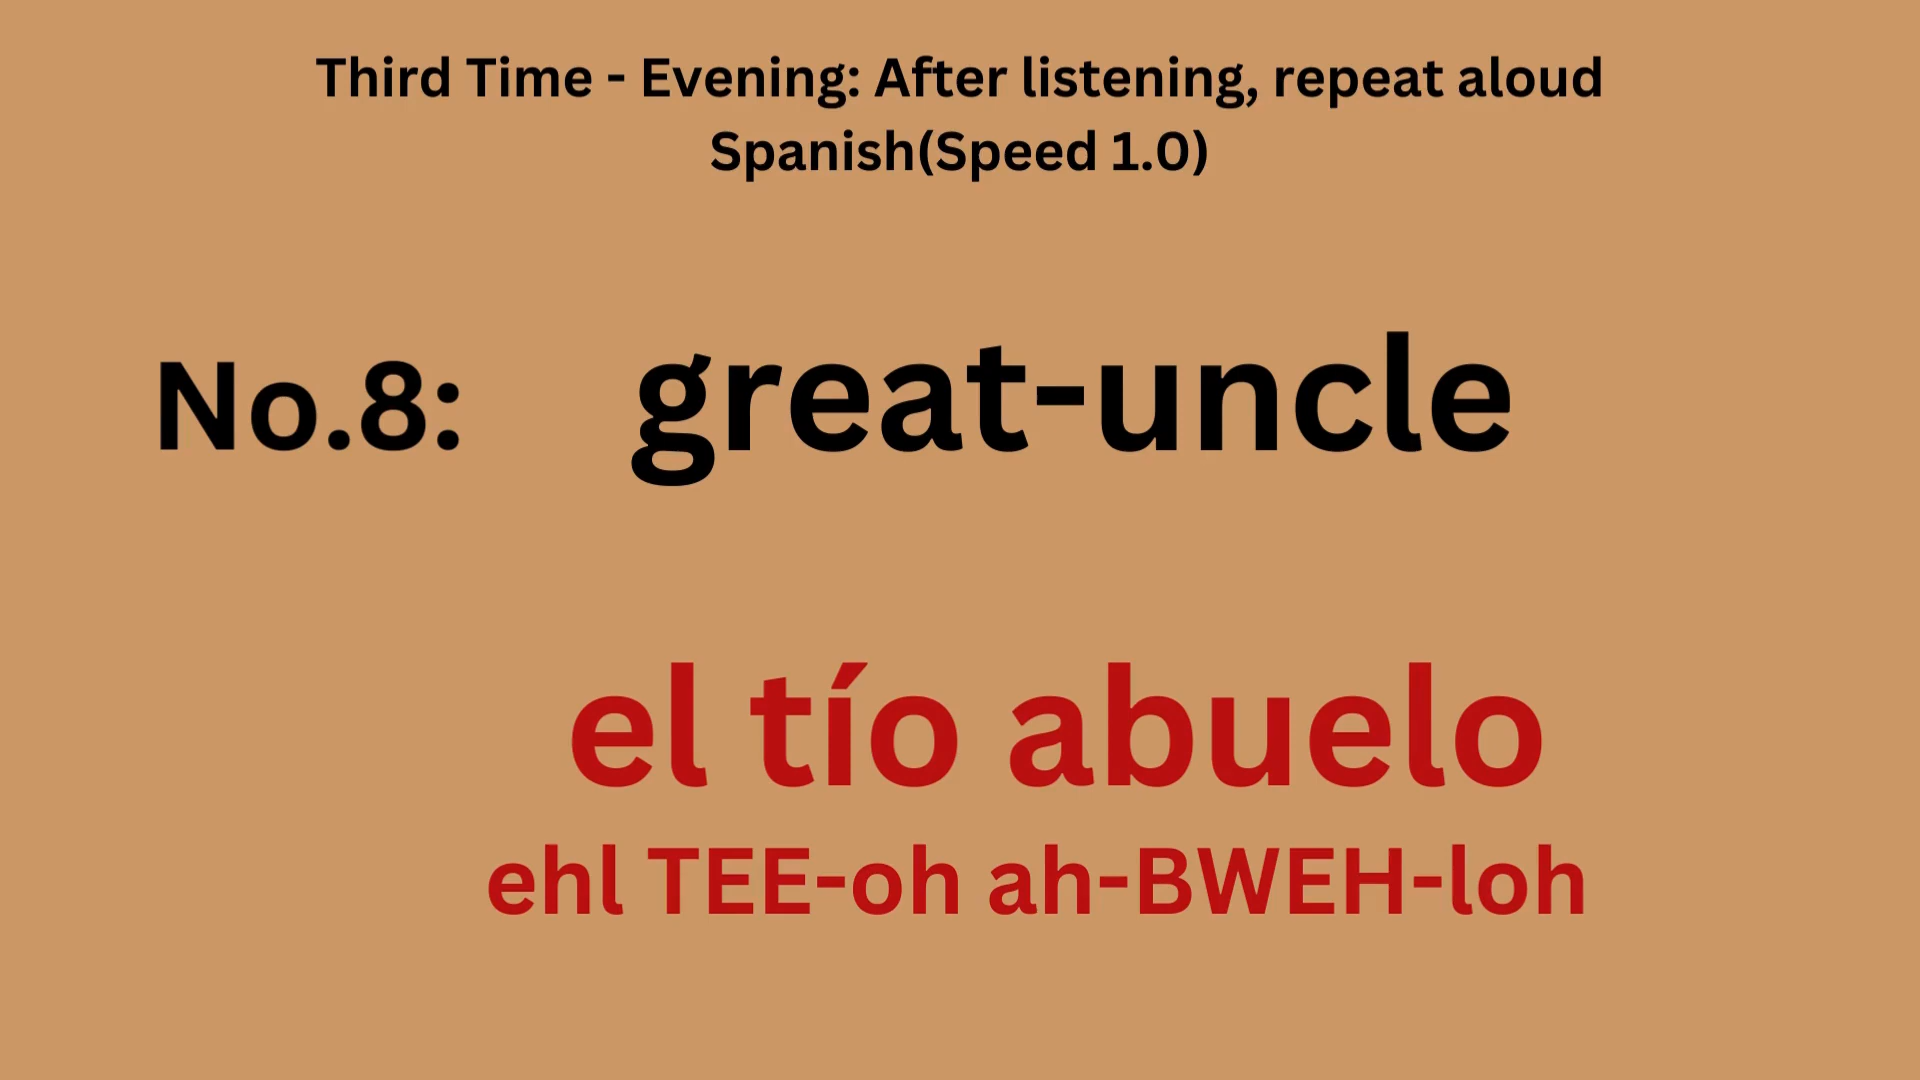 Third Time - Evening: After listening, repeat aloud
Spanish(Speed 1.0)
No.8: great-uncle
el tío abuelo
ehl TEE-oh ah-BWEH-loh